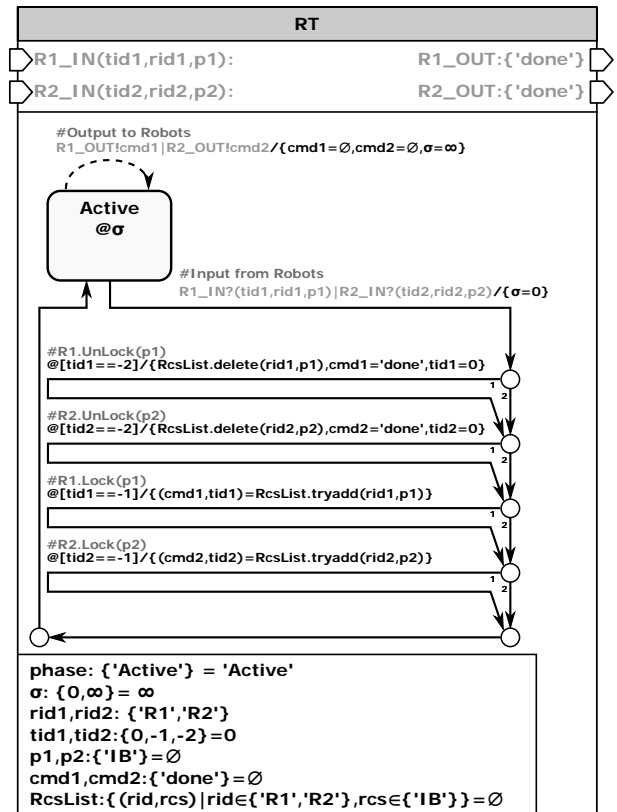 RT
R1_IN(tid1,rid1,p1): R1_OUT:{'done'}
R2_IN(tid2,rid2,p2): R2_OUT:{'done'}
#Output to Robots
R1_OUT!cmd1|R2_OUT!cmd2/{cmd1=∅,cmd2=∅,σ=∞}
Active
@σ
#Input from Robots
R1_IN?(tid1,rid1,p1)|R2_IN?(tid2,rid2,p2)/{σ=0}
#R1.UnLock(p1)
@[tid1==-2]/{RcsList.delete(rid1,p1),cmd1='done',tid1=0}
1
2
#R2.UnLock(p2)
@[tid2==-2]/{RcsList.delete(rid2,p2),cmd2='done',tid2=0}
1
2
#R1.Lock(p1)
@[tid1==-1]/{(cmd1,tid1)=RcsList.tryadd(rid1,p1)}
1
2
#R2.Lock(p2)
@[tid2==-1]/{(cmd2,tid2)=RcsList.tryadd(rid2,p2)}
1
2
phase: {'Active'} = 'Active'
σ: {0,∞}= ∞
rid1,rid2: {'R1','R2'}
tid1,tid2:{0,-1,-2}=0
p1,p2:{'IB'}=∅
cmd1,cmd2:{'done'}=∅
RcsList:{(rid,rcs)|rid∈{'R1','R2'},rcs∈{'IB'}}=∅